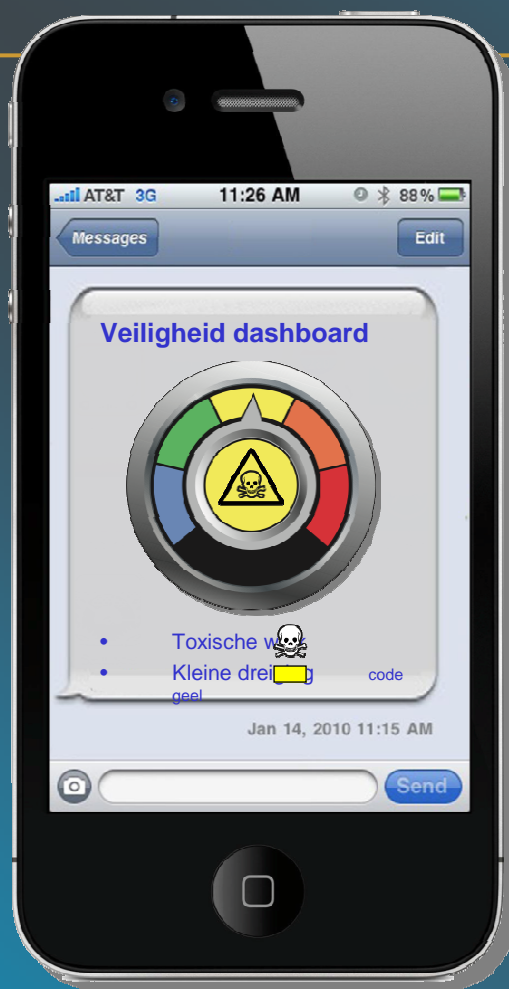 AT&T 3G 11:26 AM 88%
Messages Edit
Veiligheid dashboard
• Toxische
• Kleine code
geel
Jan 14, 2010 11:15 AM
Send